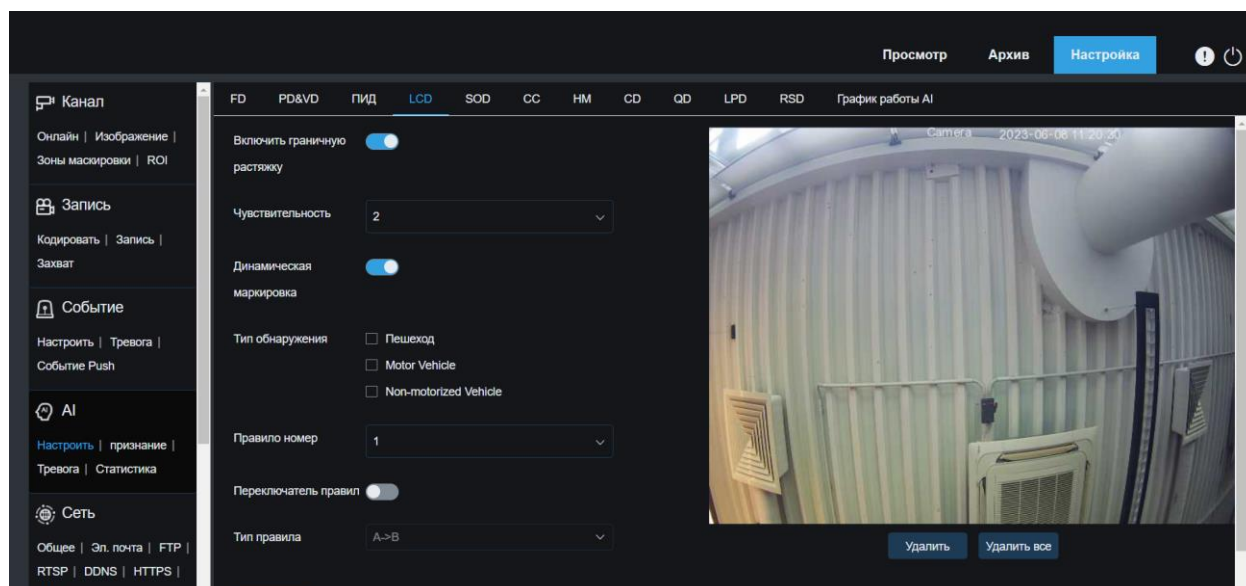 Просмотр Архив Настройка
Канал
Онлайн | Изображение |
Зоны маскировки | ROI
Запись
Кодировать | Запись |
Захват
Событие
Настроить | Тревога |
Событие Push
AI
Настроить | признание |
Тревога | Статистика
Сеть
Общее | Эл. почта | FTP |
RTSP | DDNS | HTTPS |
FD PD&VD ПИД LCD SOD CC HM CD QD LPD RSD График работы AI
Включить граничную
растяжку
Чувствительность 2
Динамическая
маркировка
Тип обнаружения Пешеход
Motor Vehicle
Non-motorized Vehicle
Правило номер 1
Переключатель правил
Тип правила A->B
Camera 2023-06-08 11:20:30
Удалить Удалить все